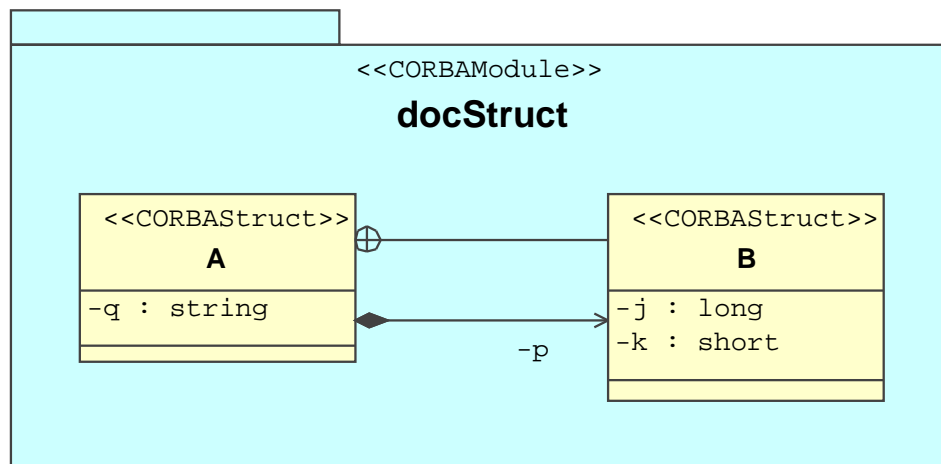 <<CORBAModule>>
docStruct
<<CORBAStruct>>
A
-q : string
-p
<<CORBAStruct>>
B
-j : long
-k : short